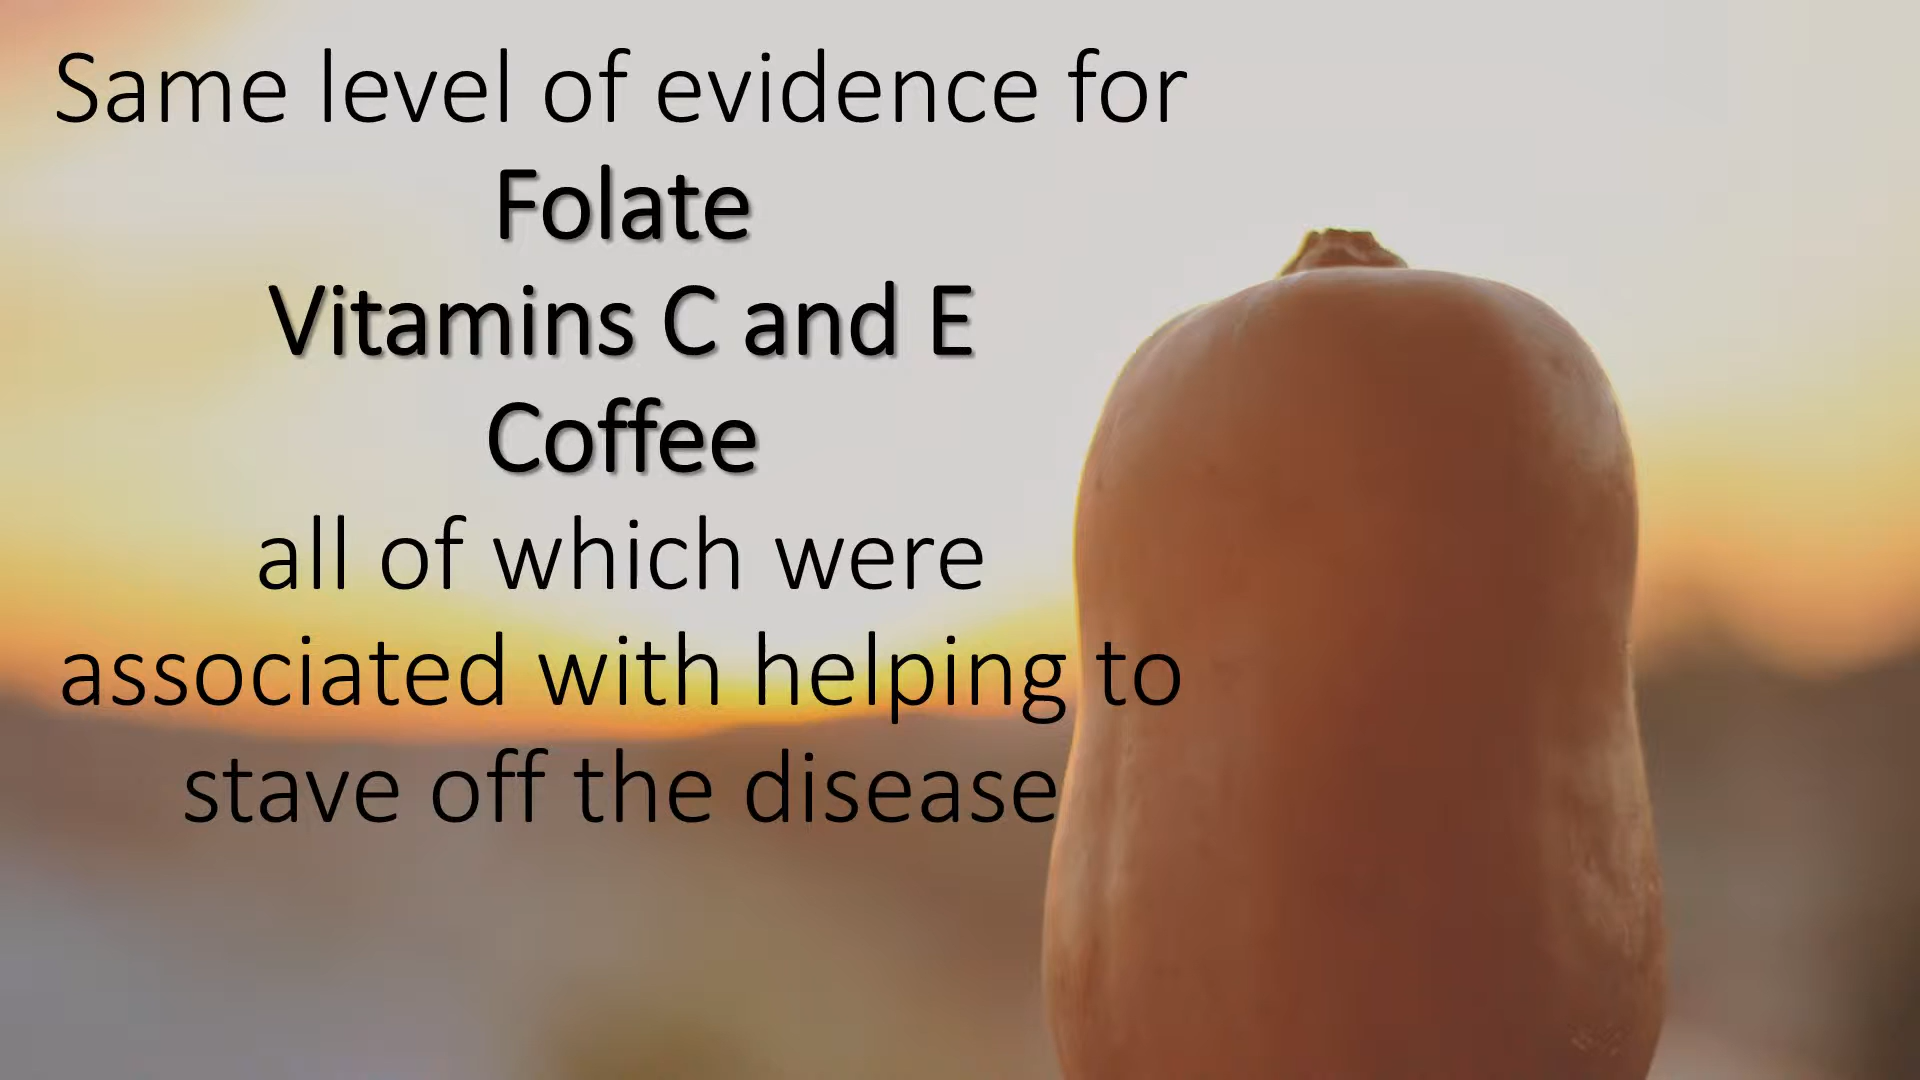 Same level of evidence for
Folate
Vitamins C and E
Coffee
all of which were
associated with helping to
stave off the disease